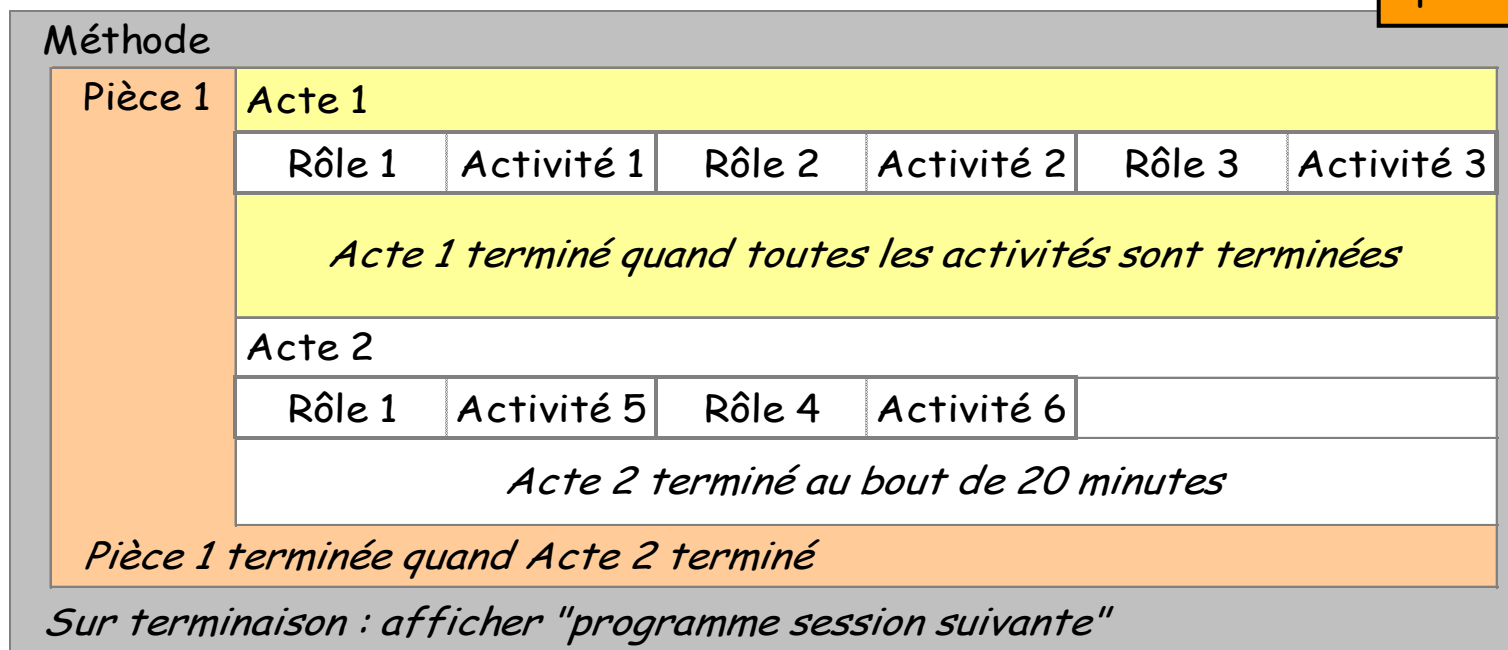 Méthode
Pièce 1
Acte 1
Rôle 1 Activité 1 Rôle 2 Activité 2 Rôle 3 Activité 3
Acte 1 terminé quand toutes les activités sont terminées
Acte 2
Rôle 1 Activité 5 Rôle 4 Activité 6
Acte 2 terminé au bout de 20 minutes
Pièce 1 terminée quand Acte 2 terminé
Sur terminaison : afficher "programme session suivante"